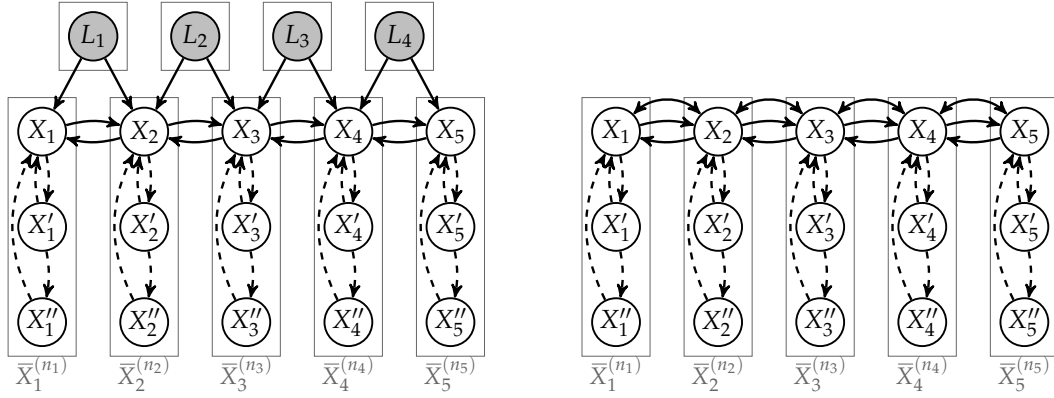 L₁ L₂ L₃ L₄
X₁ X₂ X₃ X₄ X₅ X₁ X₂ X₃ X₄ X₅
X′₁ X′₂ X′₃ X′₄ X′₅ X′₁ X′₂ X′₃ X′₄ X′₅
X″₁ X″₂ X″₃ X″₄ X″₅ X″₁ X″₂ X″₃ X″₄ X″₅
X̅₁⁽ⁿ₁⁾ X̅₂⁽ⁿ₂⁾ X̅₃⁽ⁿ₃⁾ X̅₄⁽ⁿ₄⁾ X̅₅⁽ⁿ₅⁾ X̅₁⁽ⁿ₁⁾ X̅₂⁽ⁿ₂⁾ X̅₃⁽ⁿ₃⁾ X̅₄⁽ⁿ₄⁾ X̅₅⁽ⁿ₅⁾